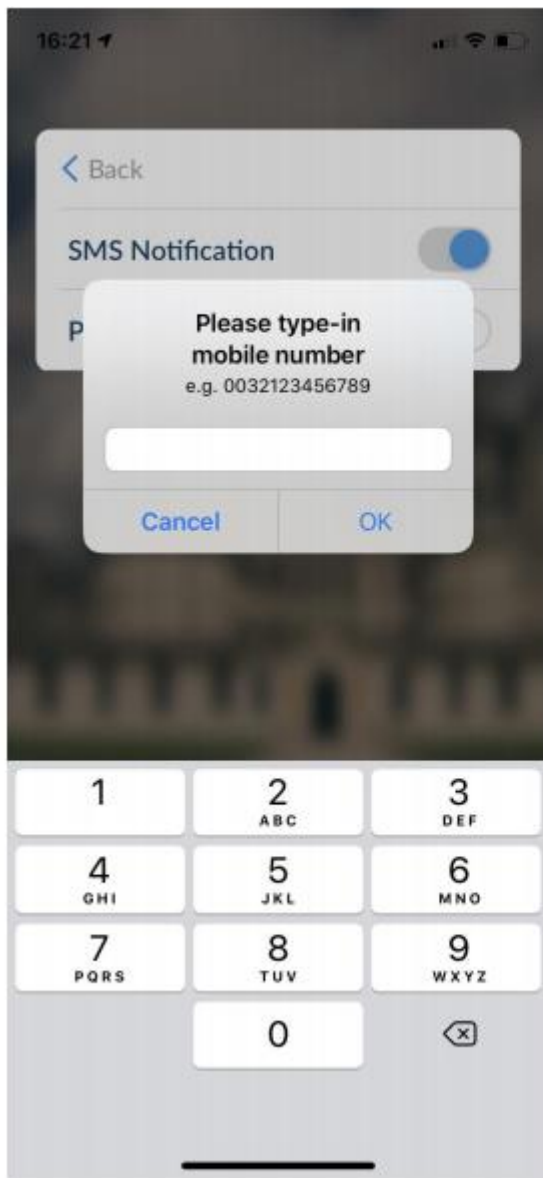 16:21
Back
SMS Notification
P
Please type-in
mobile number
e.g. 0032123456789
Cancel
OK
1
2
ABC
3
DEF
4
GHI
5
JKL
6
MNO
7
PQRS
8
TUV
9
WXYZ
0